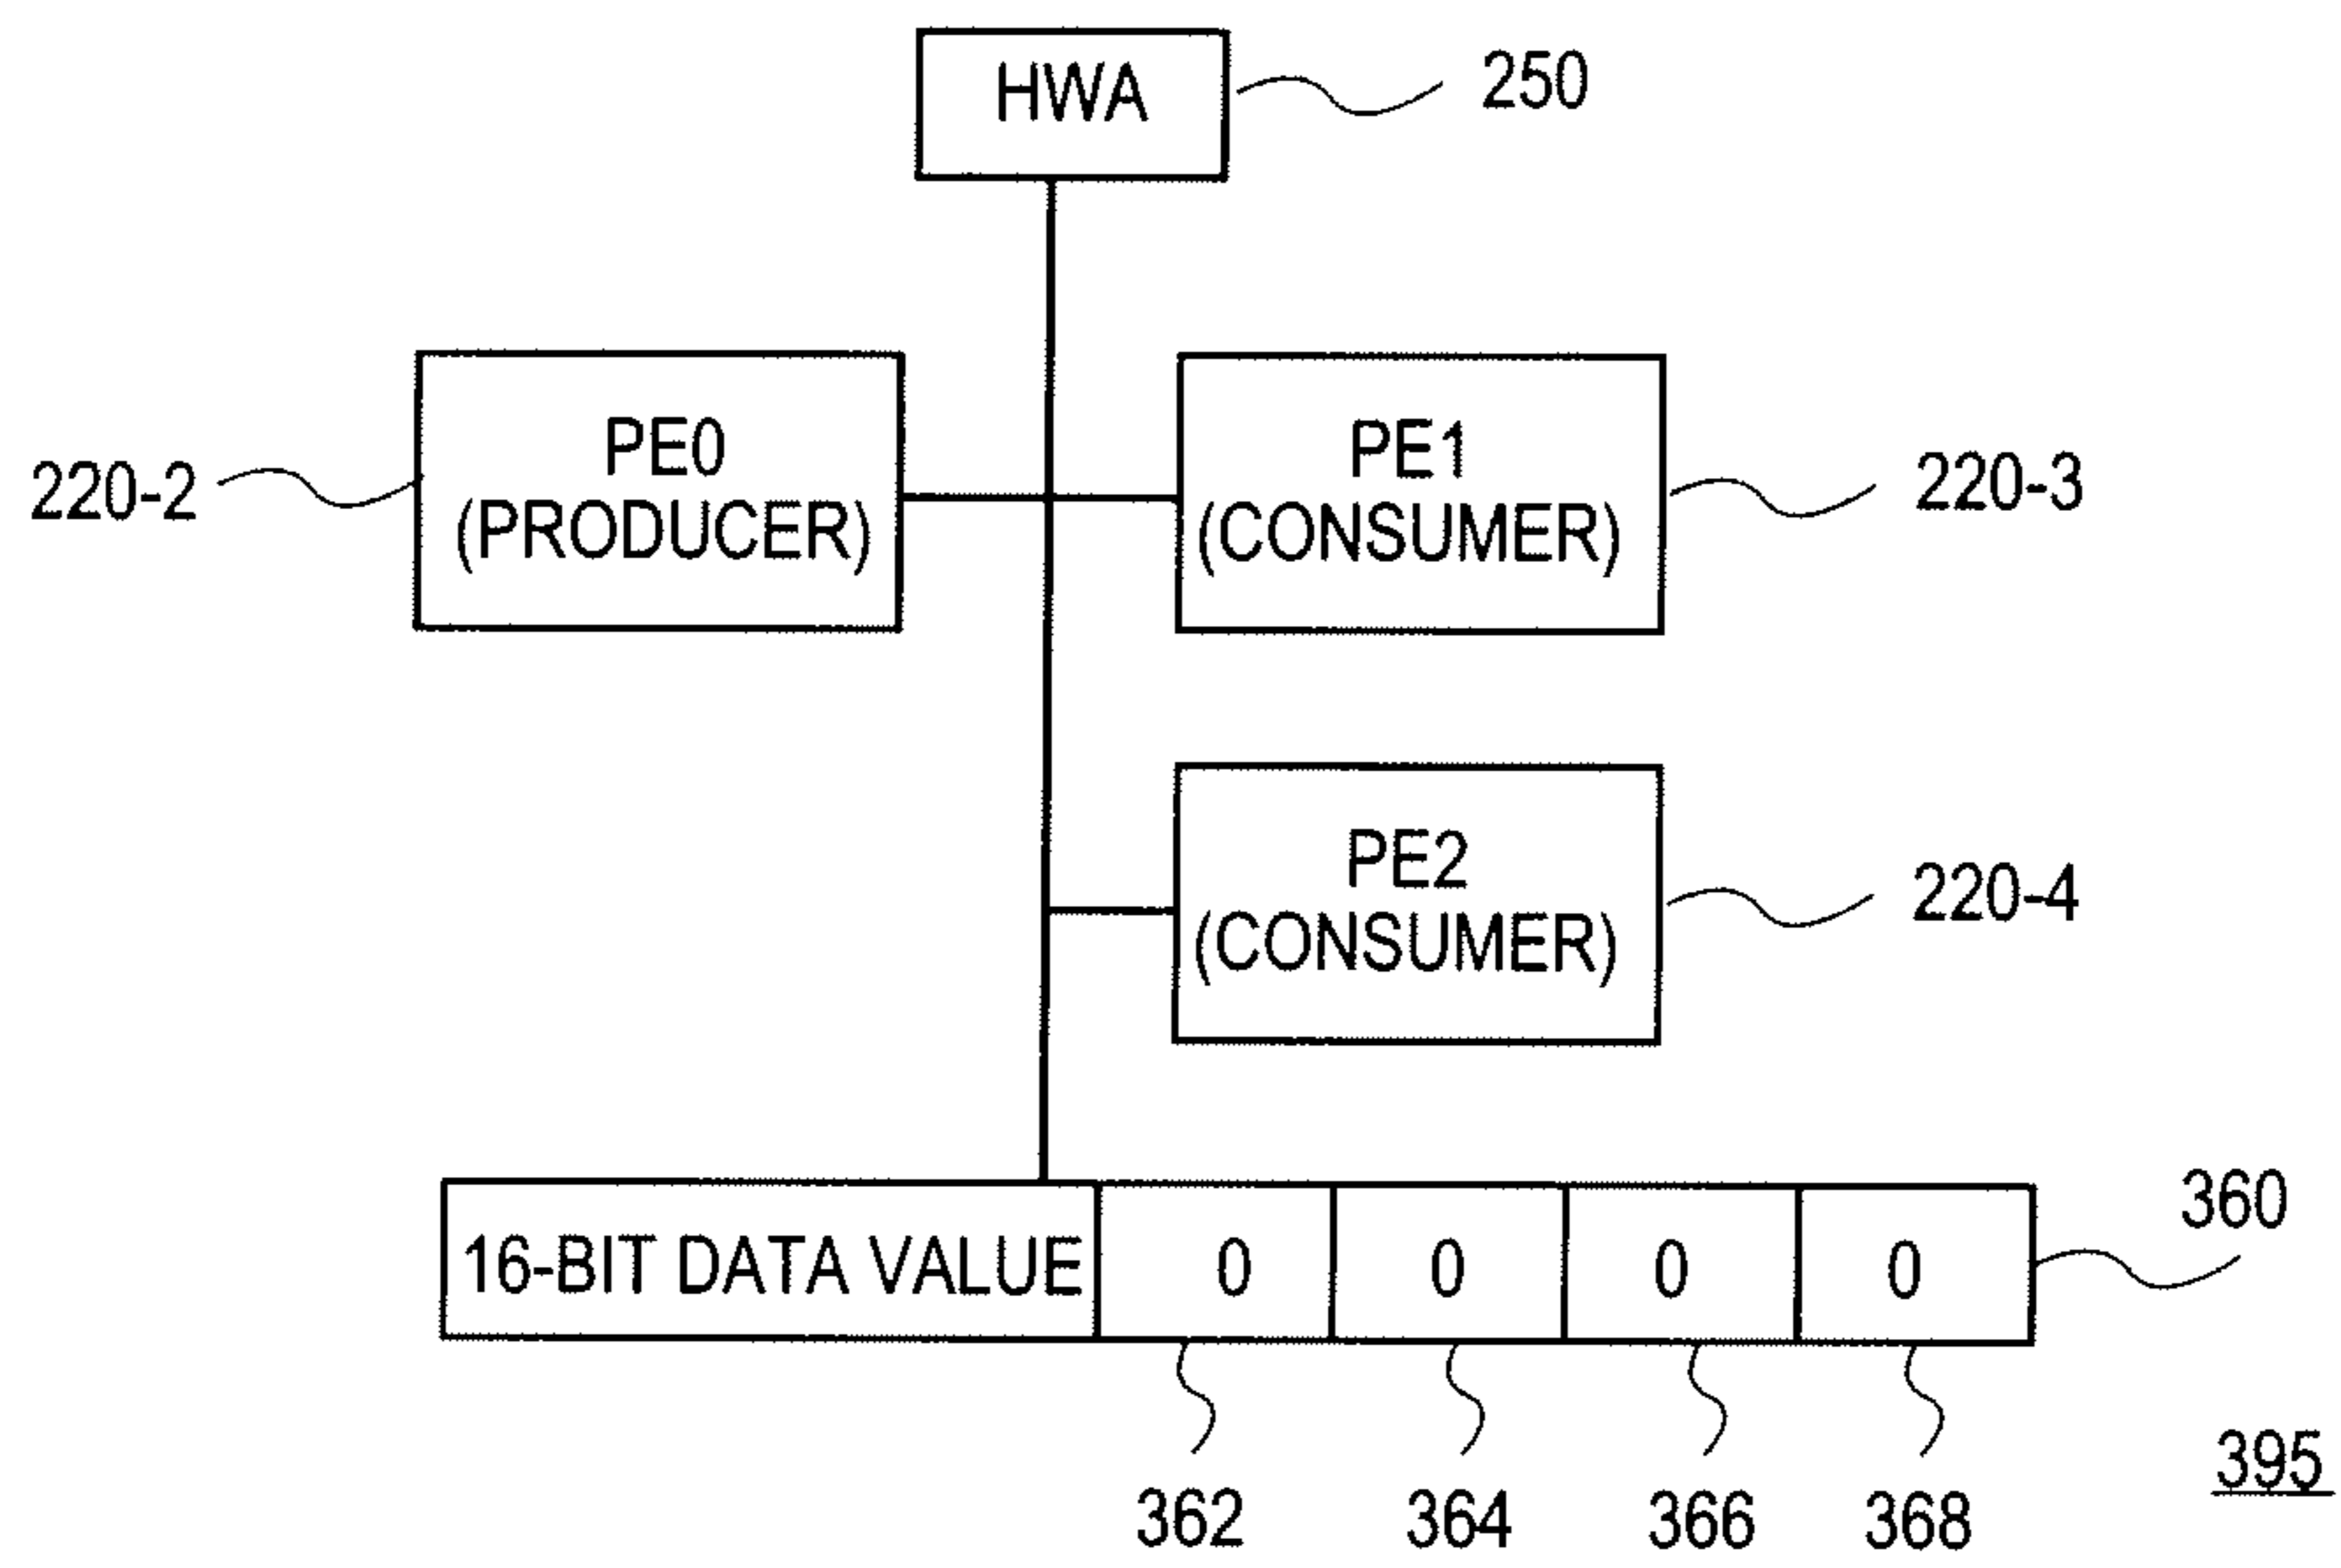 HWA
250
PE0
(PRODUCER)
220-2
PE1
(CONSUMER)
220-3
PE2
(CONSUMER)
220-4
16-BIT DATA VALUE 0 0 0 0
360
362 364 366 368
395